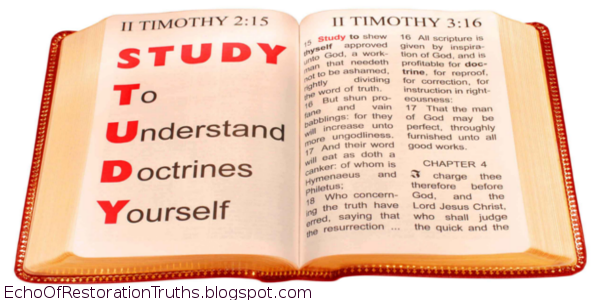 II TIMOTHY 2:15
STUDY
To
Understand
Doctrines
Yourself
II TIMOTHY 3:16
15 Study to shew
thyself approved
unto God, a work-
man that needeth
not to be ashamed,
rightly dividing
the word of truth.
16 But shun pro-
fane and vain
babblings: for they
will increase unto
more ungodliness.
17 And their word
will eat as doth a
canker: of whom is
Hymenaeus and
Philetus;
18 Who concern-
ing the truth have
erred, saying that
the resurrection ...
16 All scripture is
given by inspira-
tion of God, and is
profitable for doc-
trine, for reproof,
for correction, for
instruction in right-
eousness:
17 That the man
of God may be
perfect, throughly
furnished unto all
good works.
CHAPTER 4
I charge thee
therefore before
God, and the
Lord Jesus Christ,
who shall judge
the quick and the
EchoOfRestorationTruths.blogspot.com